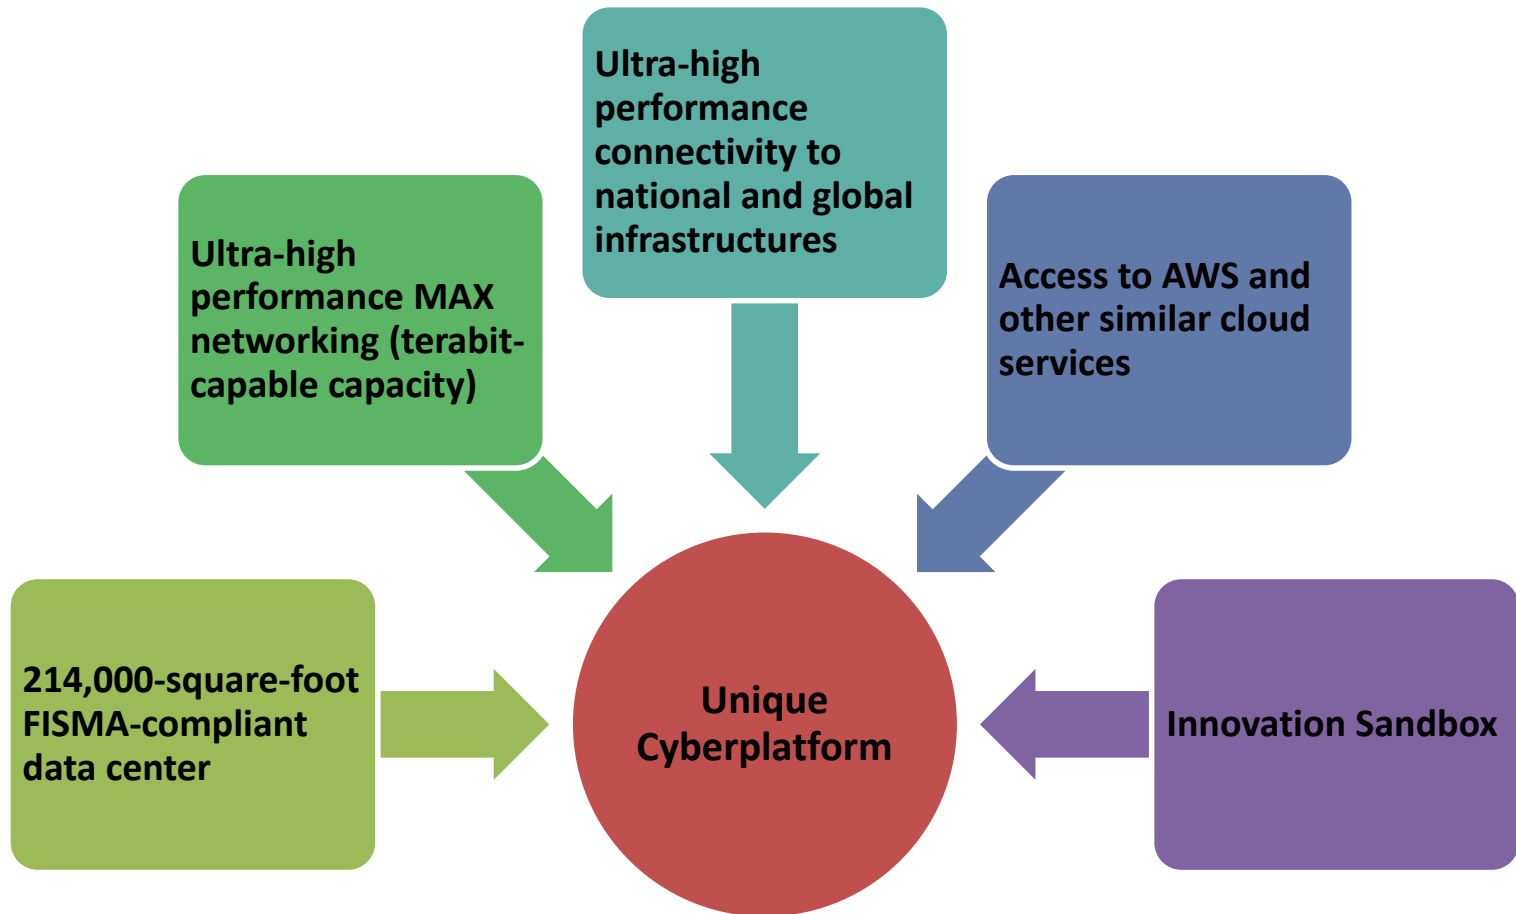 Ultra-high
performance
connectivity to
national and global
infrastructures
Ultra-high
performance MAX
networking (terabit-
capable capacity)
Access to AWS and
other similar cloud
services
214,000-square-foot
FISMA-compliant
data center
Unique
Cyberplatform
Innovation Sandbox